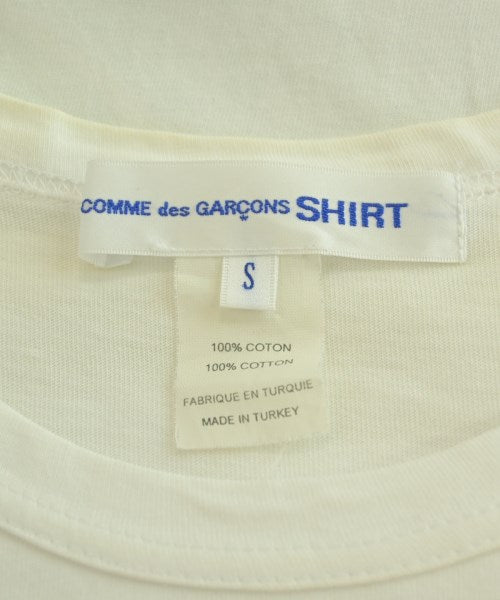 COMME des GARÇONS SHIRT
S
100% COTON
100% COTTON
FABRIQUE EN TURQUIE
MADE IN TURKEY